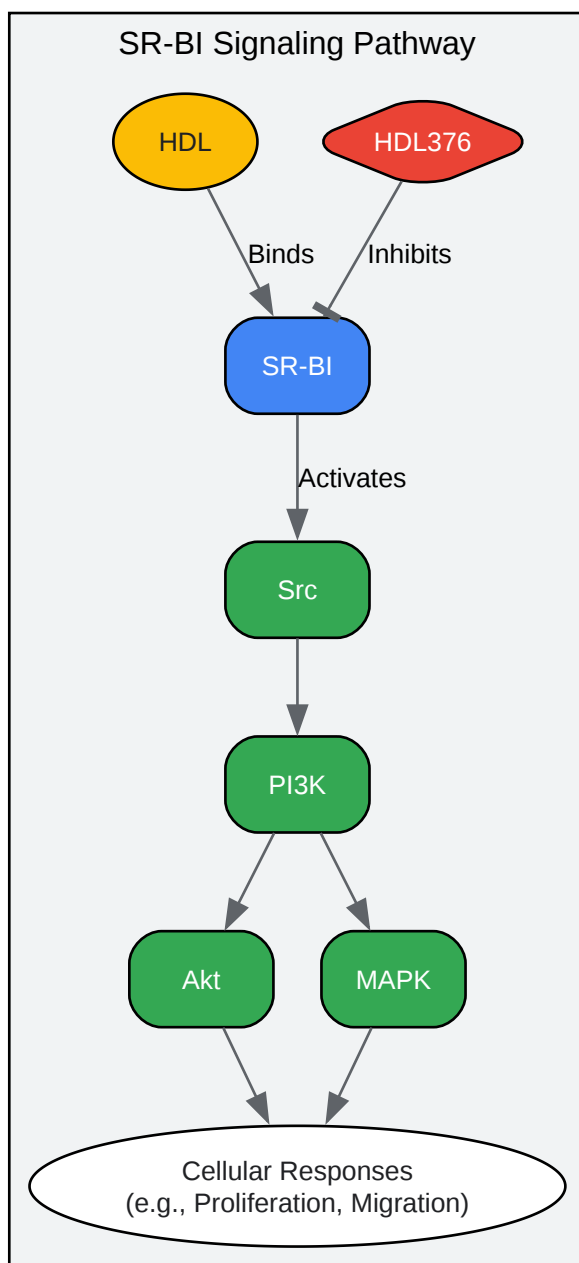 SR-BI Signaling Pathway
HDL
HDL376
Binds
Inhibits
SR-BI
Activates
Src
PI3K
Akt
MAPK
Cellular Responses
(e.g., Proliferation, Migration)